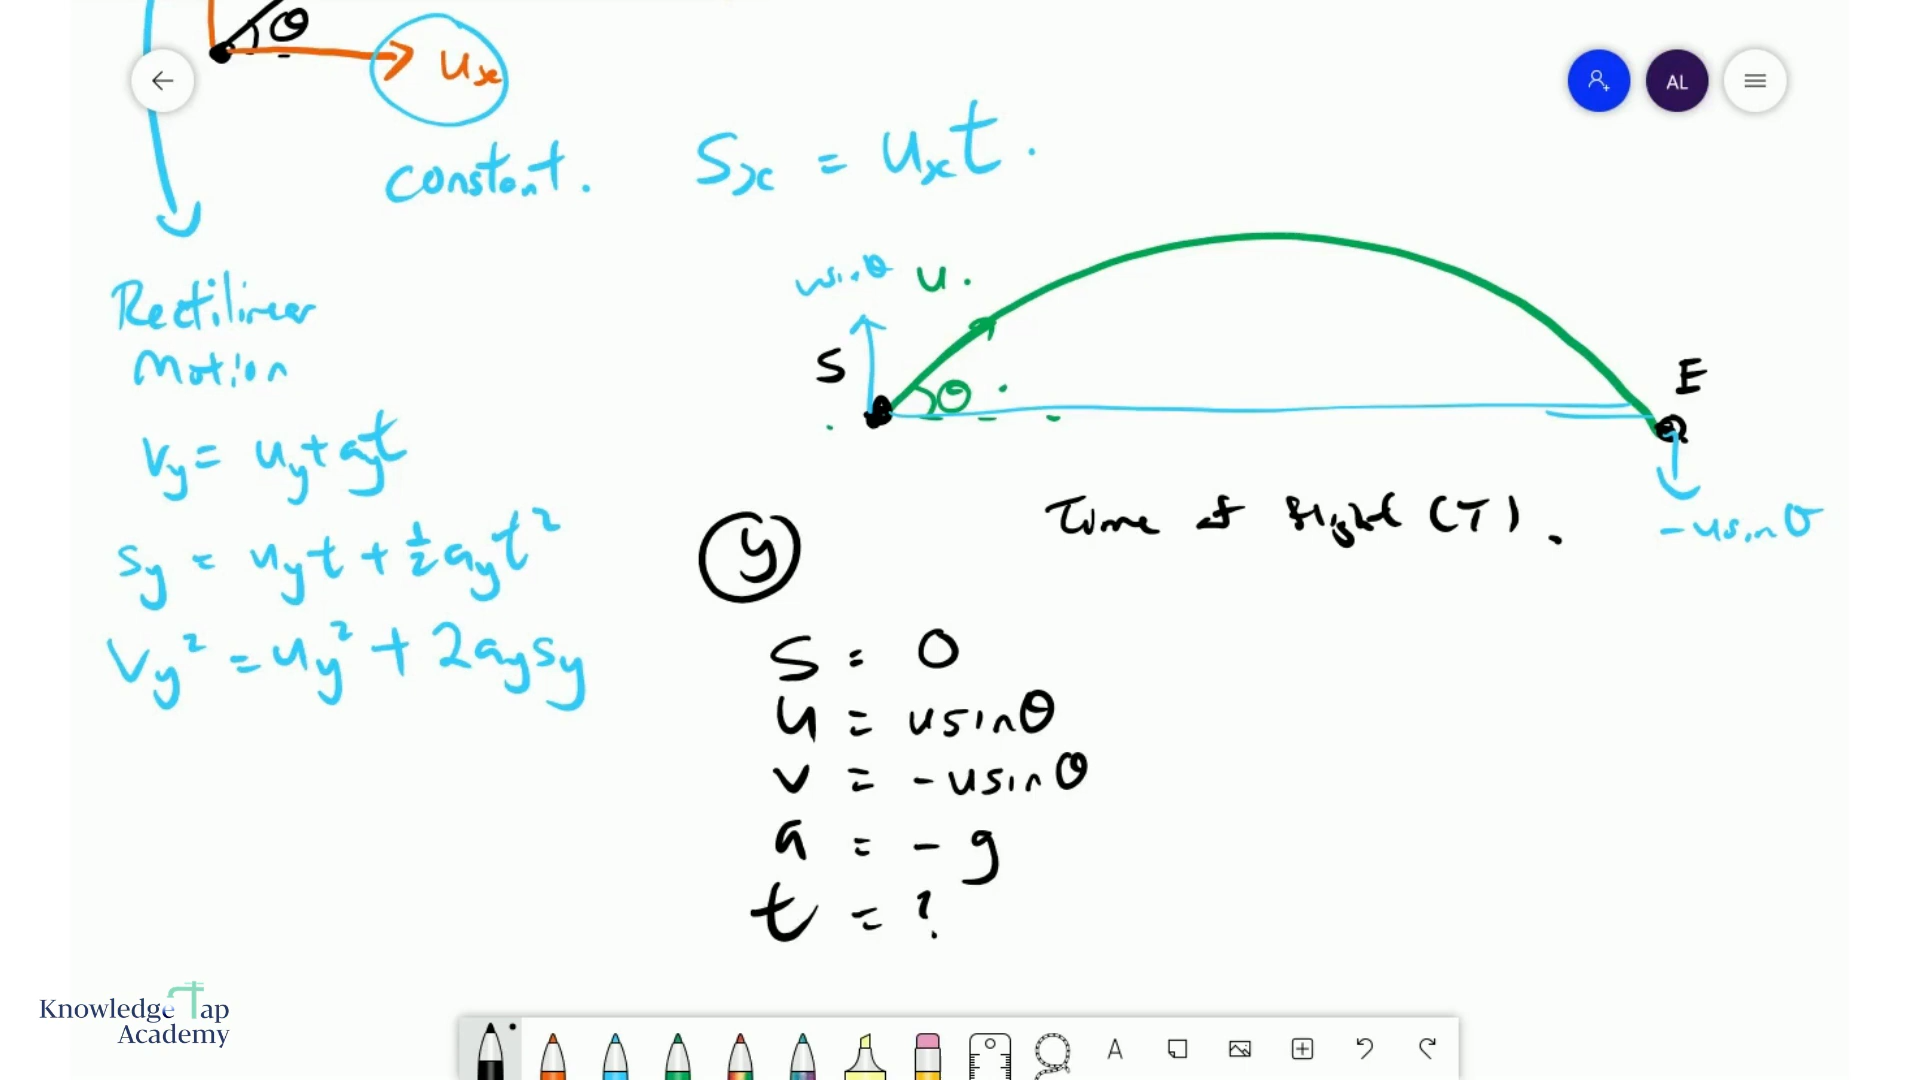 θ
uₓ
AL
constant.
Sₓ = uₓt.
Rectilinear
Motion
Vy = uy + ayt
Sy = uyt + ½ayt²
Vy² = uy² + 2aySy
usinθ
u.
S
θ
E
Time of flight (T).
-usinθ
y
S = 0
u = usinθ
v = -usinθ
a = -g
t = ?
Knowledge Tap
Academy
A